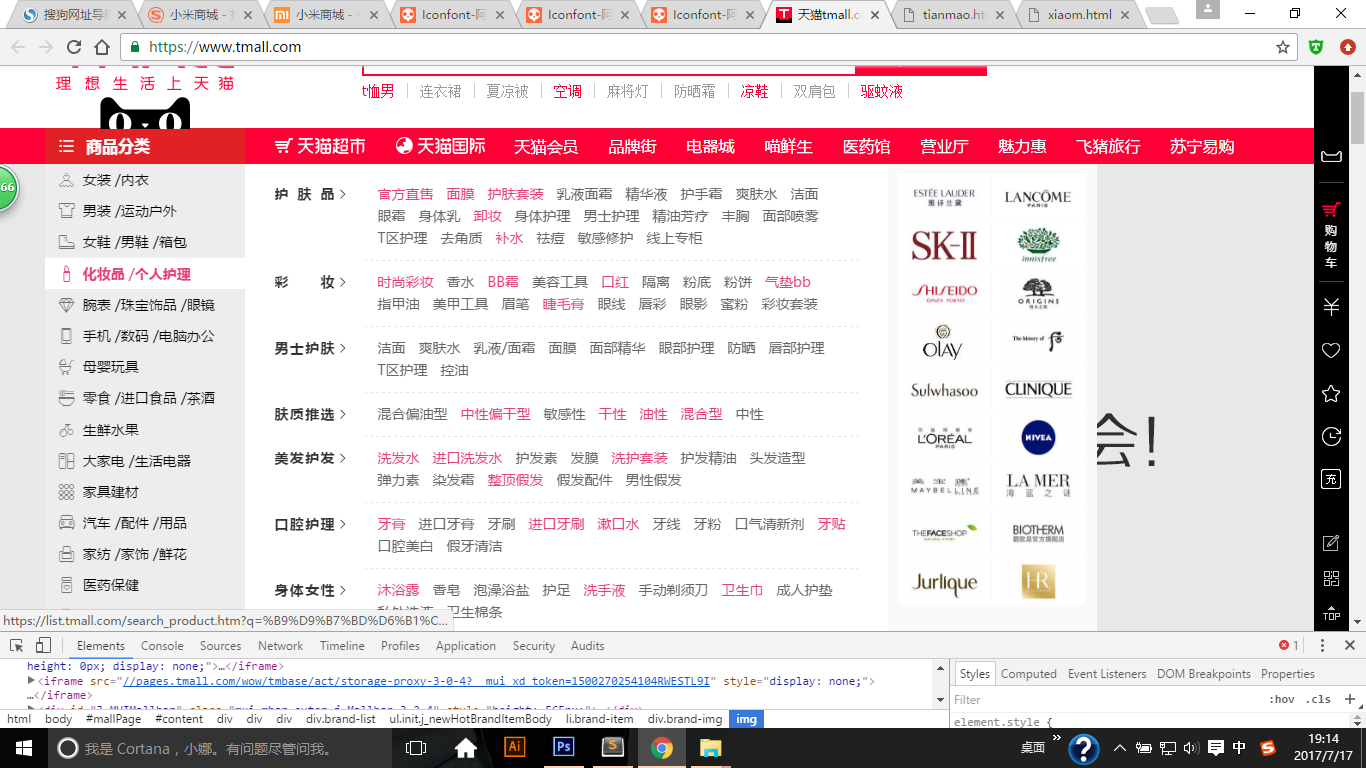 搜狗网址导
小米商城 -
小米商城 -
Iconfont-阿
Iconfont-阿
Iconfont-阿
天猫tmall.c
tianmao.ht
xiaom.html
https://www.tmall.com
理想生活上天猫
t恤男 连衣裙 夏凉被 空调 麻将灯 防晒霜 凉鞋 双肩包 驱蚊液
商品分类 天猫超市 天猫国际 天猫会员 品牌街 电器城 喵鲜生 医药馆 营业厅 魅力惠 飞猪旅行 苏宁易购
66
女装 /内衣
男装 /运动户外
女鞋 /男鞋 /箱包
化妆品 /个人护理
腕表 /珠宝饰品 /眼镜
手机 /数码 /电脑办公
母婴玩具
零食 /进口食品 /茶酒
生鲜水果
大家电 /生活电器
家具建材
汽车 /配件 /用品
家纺 /家饰 /鲜花
医药保健
护肤品 > 官方直售 面膜 护肤套装 乳液面霜 精华液 护手霜 爽肤水 洁面
眼霜 身体乳 卸妆 身体护理 男士护理 精油芳疗 丰胸 面部喷雾
T区护理 去角质 补水 祛痘 敏感修护 线上专柜
彩妆 > 时尚彩妆 香水 BB霜 美容工具 口红 隔离 粉底 粉饼 气垫bb
指甲油 美甲工具 眉笔 睫毛膏 眼线 唇彩 眼影 蜜粉 彩妆套装
男士护肤 > 洁面 爽肤水 乳液/面霜 面膜 面部精华 眼部护理 防晒 唇部护理
T区护理 控油
肤质推选 > 混合偏油型 中性偏干型 敏感性 干性 油性 混合型 中性
美发护发 > 洗发水 进口洗发水 护发素 发膜 洗护套装 护发精油 头发造型
弹力素 染发霜 整顶假发 假发配件 男性假发
口腔护理 > 牙膏 进口牙膏 牙刷 进口牙刷 漱口水 牙线 牙粉 口气清新剂 牙贴
口腔美白 假牙清洁
身体女性 > 沐浴露 香皂 泡澡浴盐 护足 洗手液 手动剃须刀 卫生巾 成人护垫
卫生棉条
ESTÉE LAUDER
雅诗兰黛
LANCÔME
PARIS
SK-II
innisfree
SHISEIDO
GINZA TOKYO
ORIGINS
OLAY
The history of
后
Sulwhasoo
CLINIQUE
L'ORÉAL
PARIS
NIVEA
美宝莲
MAYBELLINE
LA MER
海蓝之谜
THEFACESHOP
BIOTHERM
碧欧泉官方旗舰店
Jurlique
HR
会!
购物车
充
TOP
https://list.tmall.com/search_product.htm?q=%B9%D9%B7%BD%D6%B1%C...
Elements Console Sources Network Timeline Profiles Application Security Audits 1
height: 0px; display: none;">…</iframe>
<iframe src="//pages.tmall.com/wow/tmbase/act/storage-proxy-3-0-4?__mui_xd_token=1500270254104RWESTL9I" style="display: none;">
…</iframe>
html body #mallPage #content div div div div.brand-list ul.init.j_newHotBrandItemBody li.brand-item div.brand-img img
Styles Computed Event Listeners DOM Breakpoints Properties
Filter :hov .cls +
element.style {
我是 Cortana，小娜。有问题尽管问我。
Ai
Ps
S
桌面
中
19:14
2017/7/17